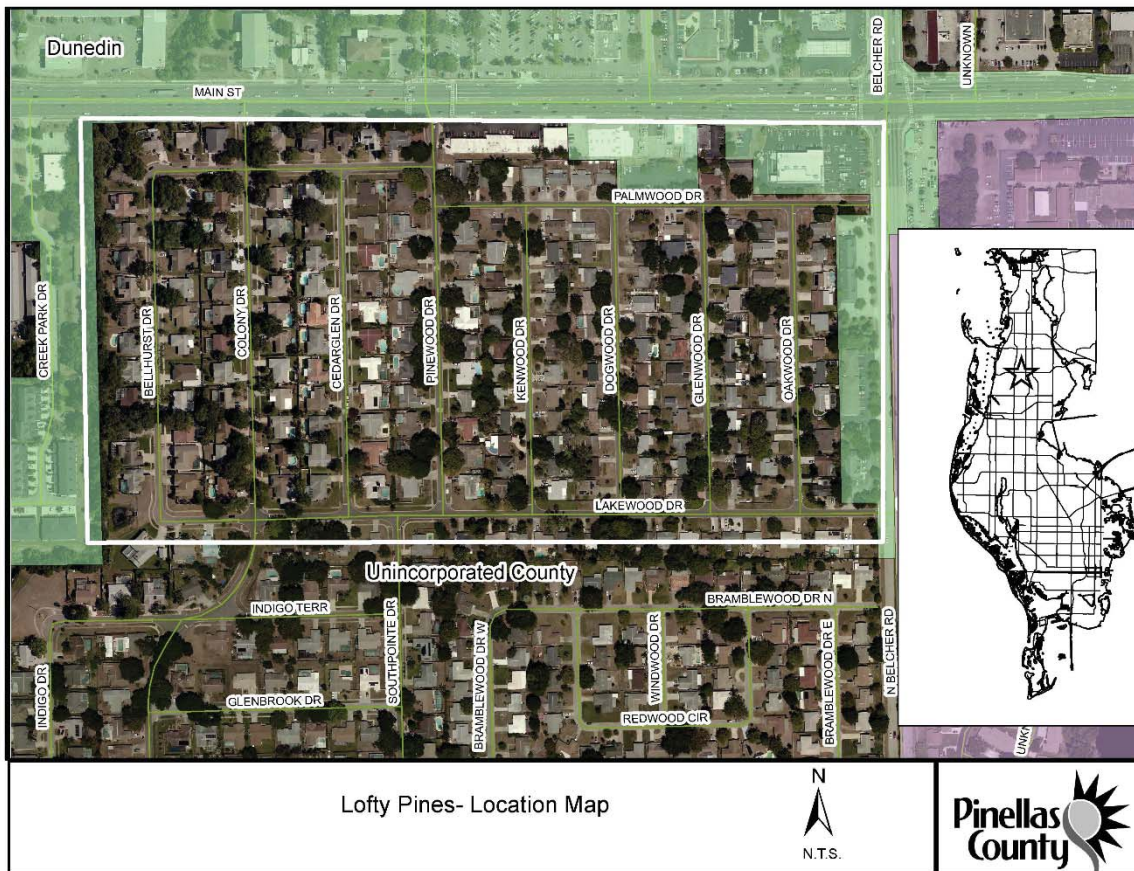 Dunedin
MAIN ST
BELCHER RD
UNKNOWN
PALMWOOD DR
CREEK PARK DR
BELLHURST DR
COLONY DR
CEDARGLEN DR
PINEWOOD DR
KENWOOD DR
DOGWOOD DR
GLENWOOD DR
OAKWOOD DR
LAKEWOOD DR
Unincorporated County
INDIGO TERR
BRAMBLEWOOD DR N
INDIGO DR
GLENBROOK DR
SOUTHPOINTE DR
BRAMBLEWOOD DR W
WINDWOOD DR
REDWOOD CIR
BRAMBLEWOOD DR E
N BELCHER RD
Lofty Pines- Location Map
N
N.T.S.
Pinellas
County